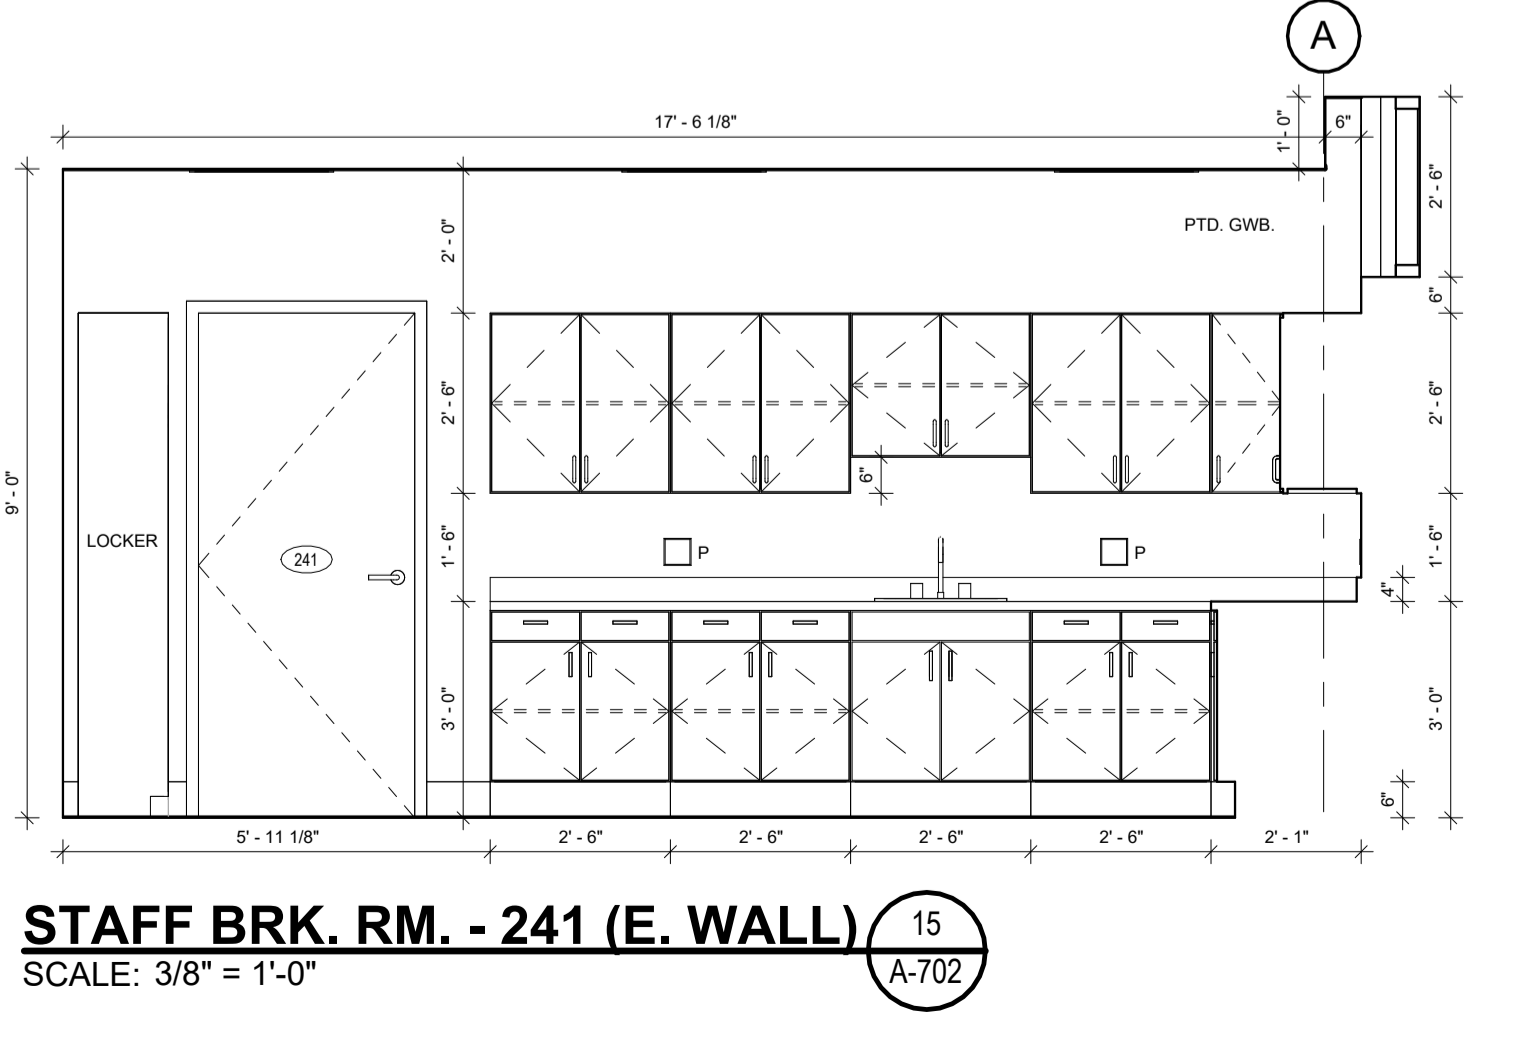 A
17' - 6 1/8"
1' - 0"
6"
2' - 6"
2' - 0"
PTD. GWB.
6"
2' - 6"
2' - 6"
9' - 0"
6"
LOCKER
241
1' - 6"
P
P
1' - 6"
4"
3' - 0"
3' - 0"
6"
5' - 11 1/8"
2' - 6"
2' - 6"
2' - 6"
2' - 6"
2' - 1"
STAFF BRK. RM. - 241 (E. WALL)
15
SCALE: 3/8" = 1'-0"
A-702